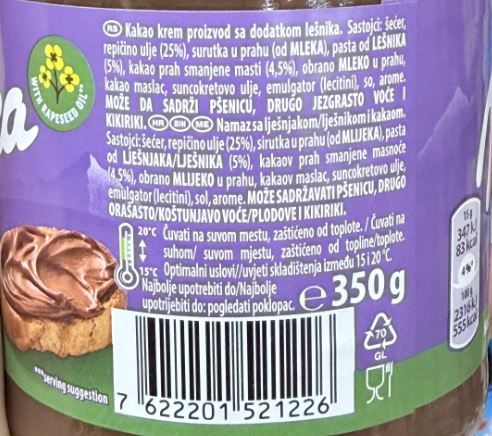 RS Kakao krem proizvod sa dodatkom lešnika. Sastojci: šećer,
repičino ulje (25%), surutka u prahu (od MLEKA), pasta od LEŠNIKA
(5%), kakao prah smanjene masti (4,5%), obrano MLEKO u prahu,
kakao maslac, suncokretovo ulje, emulgator (lecitini), so, arome.
MOŽE DA SADRŽI PŠENICU, DRUGO JEZGRASTO VOĆE I
KIKIRIKI. HR BIH ME Namaz sa lješnjakom/lješnikom i kakaom.
Sastojci: šećer, repičino ulje (25%), sirutka u prahu (od MLIJEKA), pasta
od LJEŠNJAKA/LJEŠNIKA (5%), kakaov prah smanjene masnoće
(4,5%), obrano MLIJEKO u prahu, kakaov maslac, suncokretovo ulje,
emulgator (lecitini), sol, arome. MOŽE SADRŽAVATI PŠENICU, DRUGO
ORAŠASTO/KOŠTUNJAVO VOĆE/PLODOVE I KIKIRIKI.
20°C Čuvati na suvom mestu, zaštićeno od toplote. / Čuvati na
suhom/ suvom mjestu, zaštićeno od topline/toplote.
15°C Optimalni uslovi/uvjeti skladištenja između 15 i 20°C.
Najbolje upotrebiti do/Najbolje
upotrijebiti do: pogledati poklopac. e 350 g
WITH RAPESEED OIL**
a
15 g
347 kJ
83 kcal
4%*
100 g
2316 kJ
555 kcal
70
GL
***serving suggestion
7 622201 521226